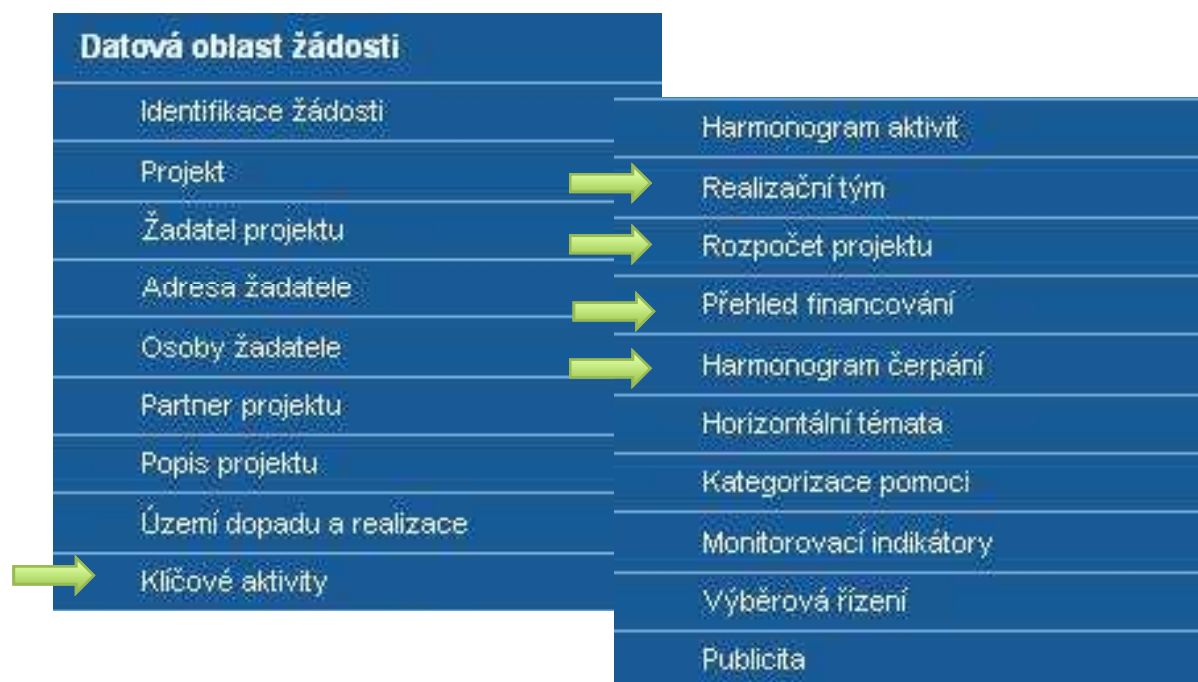 Datová oblast žádosti
Identifikace žádosti
Projekt
Žadatel projektu
Adresa žadatele
Osoby žadatele
Partner projektu
Popis projektu
Území dopadu a realizace
Klíčové aktivity
Harmonogram aktivit
Realizační tým
Rozpočet projektu
Přehled financování
Harmonogram čerpání
Horizontální témata
Kategorizace pomoci
Monitorovací indikátory
Výběrová řízení
Publicita